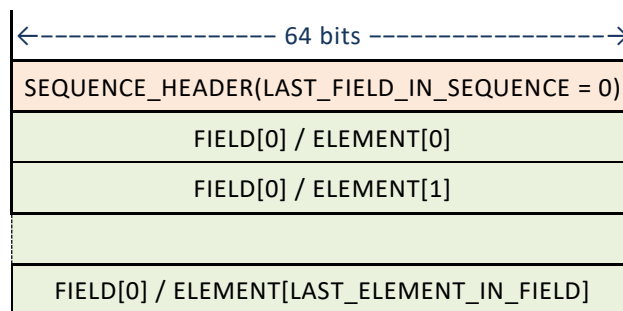 ←------------------ 64 bits ------------------→
SEQUENCE_HEADER(LAST_FIELD_IN_SEQUENCE = 0)
FIELD[0] / ELEMENT[0]
FIELD[0] / ELEMENT[1]
FIELD[0] / ELEMENT[LAST_ELEMENT_IN_FIELD]